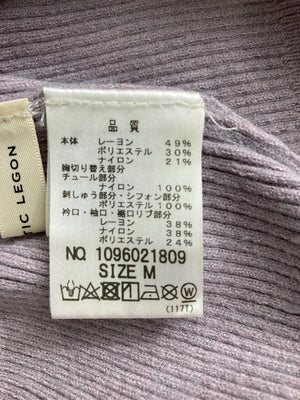 品質
本体 レーヨン 49%
ポリエステル 30%
ナイロン 21%
胸切り替え部分
チュール部分
ナイロン 100%
刺しゅう部分・シフォン部分
ポリエステル 100%
衿口・袖口・裾口リブ部分
レーヨン 38%
ナイロン 38%
ポリエステル 24%
NO. 1096021809
SIZE M
(117T)
TIC LEGON